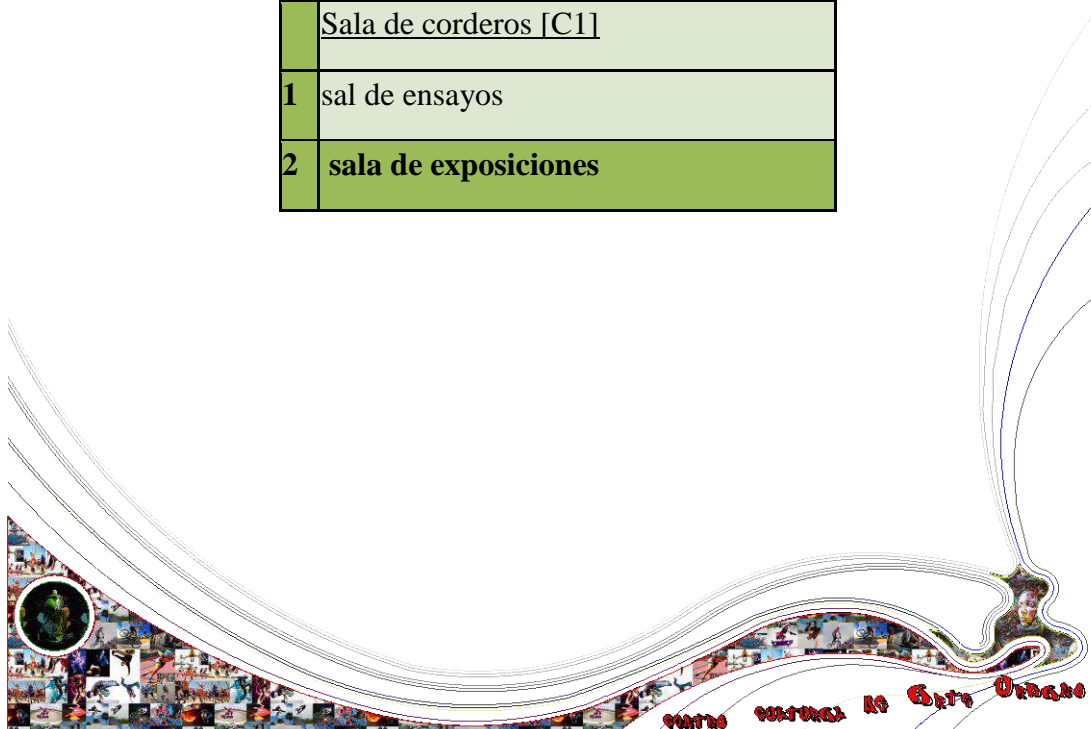 Sala de corderos [C1]
1 sal de ensayos
2 sala de exposiciones